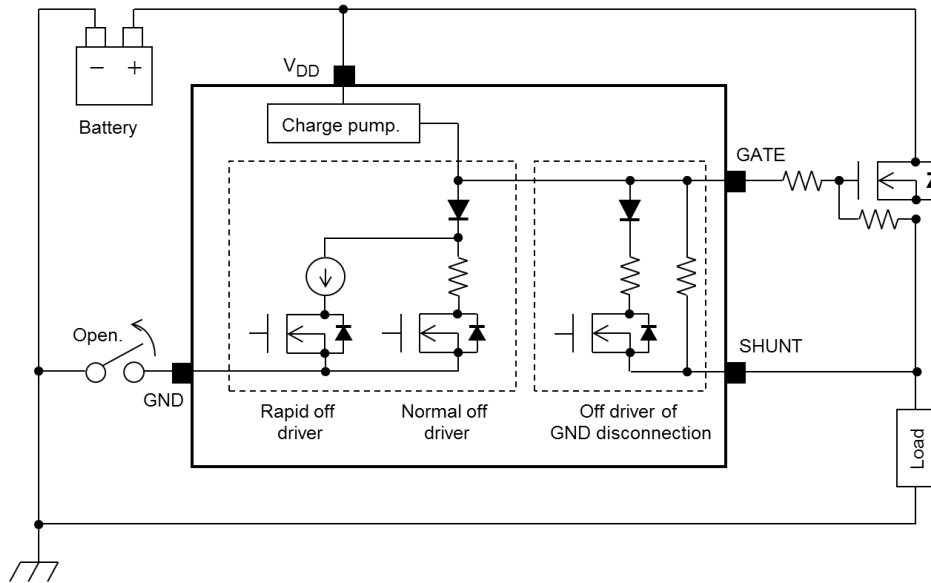 − +
Battery
VDD
Charge pump.
GATE
Open.
GND
SHUNT
Rapid off
driver
Normal off
driver
Off driver of
GND disconnection
Load